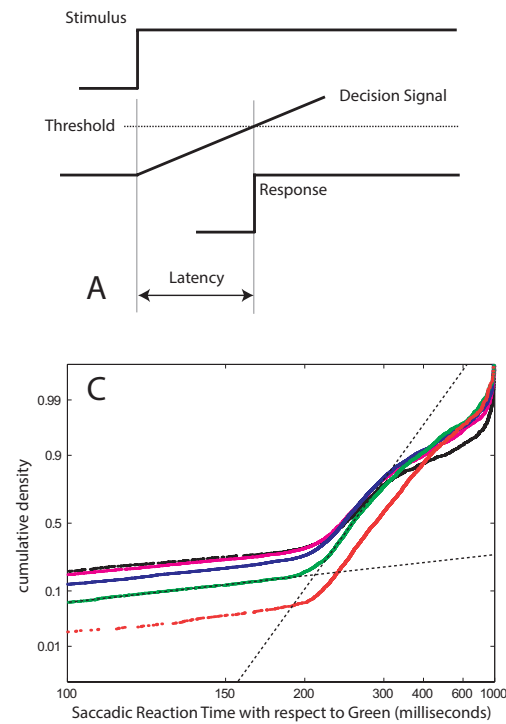 Stimulus
Decision Signal
Threshold
Response
Latency
A
C
0.99
0.9
0.5
0.1
0.01
cumulative density
100 150 200 300 400 600 1000
Saccadic Reaction Time with respect to Green (milliseconds)